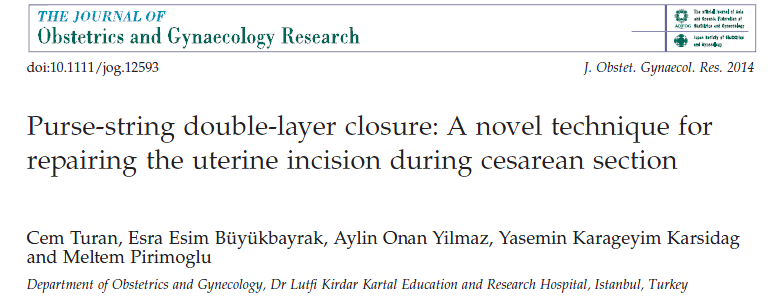 THE JOURNAL OF
Obstetrics and Gynaecology Research
AOFOG
The Official Journal of Asia
and Oceania Federation of
Obstetrics and Gynecology
Japan Society of Obstetrics
and Gynecology
doi:10.1111/jog.12593
J. Obstet. Gynaecol. Res. 2014
Purse-string double-layer closure: A novel technique for
repairing the uterine incision during cesarean section
Cem Turan, Esra Esim Büyükbayrak, Aylin Onan Yilmaz, Yasemin Karageyim Karsidag
and Meltem Pirimoglu
Department of Obstetrics and Gynecology, Dr Lutfi Kirdar Kartal Education and Research Hospital, Istanbul, Turkey